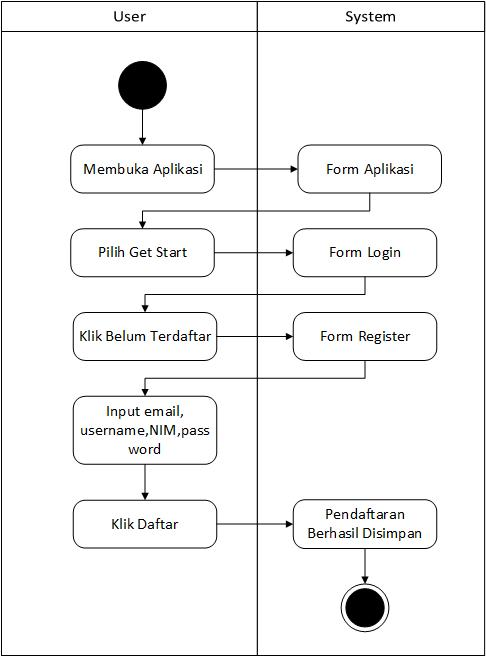 User
System
Membuka Aplikasi
Form Aplikasi
Pilih Get Start
Form Login
Klik Belum Terdaftar
Form Register
Input email,
username,NIM,pass
word
Klik Daftar
Pendaftaran
Berhasil Disimpan